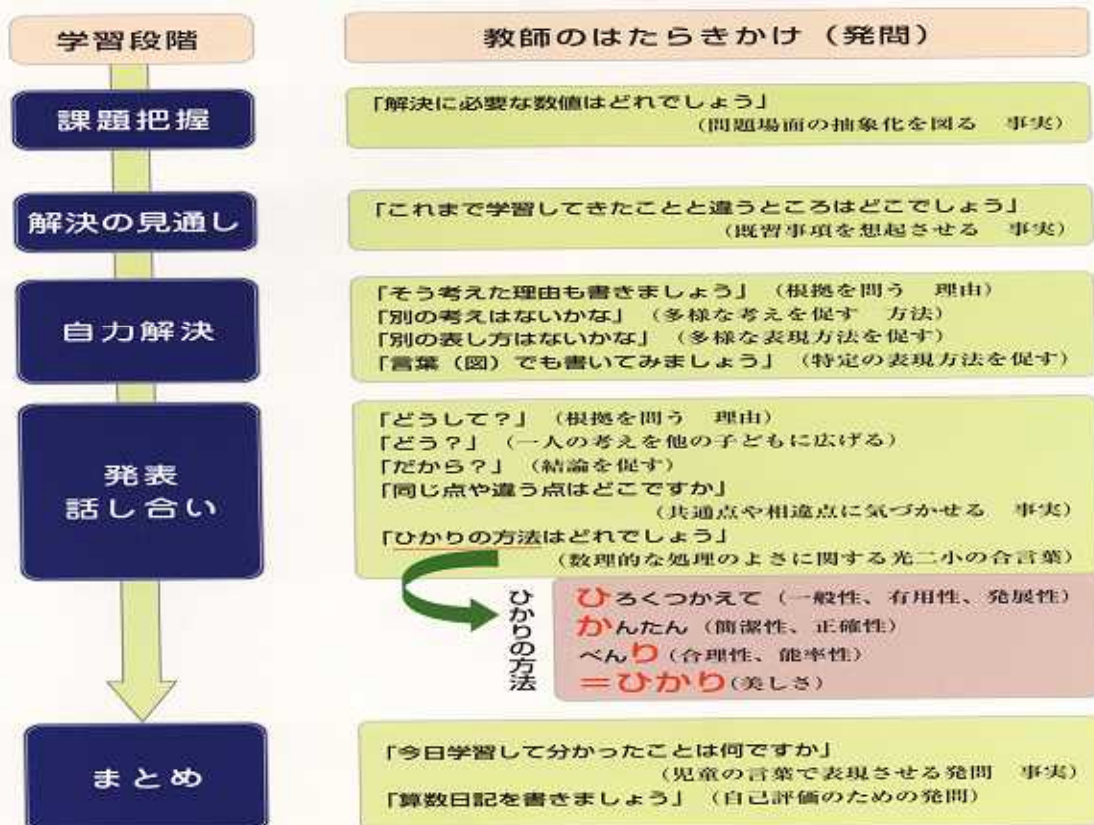 学習段階
教師のはたらきかけ（発問）
課題把握
「解決に必要な数値はどれでしょう」
（問題場面の抽象化を図る　事実）
解決の見通し
「これまで学習してきたことと違うところはどこでしょう」
（既習事項を想起させる　事実）
自力解決
「そう考えた理由も書きましょう」（根拠を問う　理由）
「別の考えはないかな」（多様な考えを促す　方法）
「別の表し方はないかな」（多様な表現方法を促す）
「言葉（図）でも書いてみましょう」（特定の表現方法を促す）
発表
話し合い
「どうして？」（根拠を問う　理由）
「どう？」（一人の考えを他の子どもに広げる）
「だから？」（結論を促す）
「同じ点や違う点はどこですか」
（共通点や相違点に気づかせる　事実）
「ひかりの方法はどれでしょう」
（数理的な処理のよさに関する光二小の合言葉）
ひかりの方法
ひろくつかえて（一般性、有用性、発展性）
かんたん（簡潔性、正確性）
べんり（合理性、能率性）
＝ひかり（美しさ）
まとめ
「今日学習して分かったことは何ですか」
（児童の言葉で表現させる発問　事実）
「算数日記を書きましょう」（自己評価のための発問）